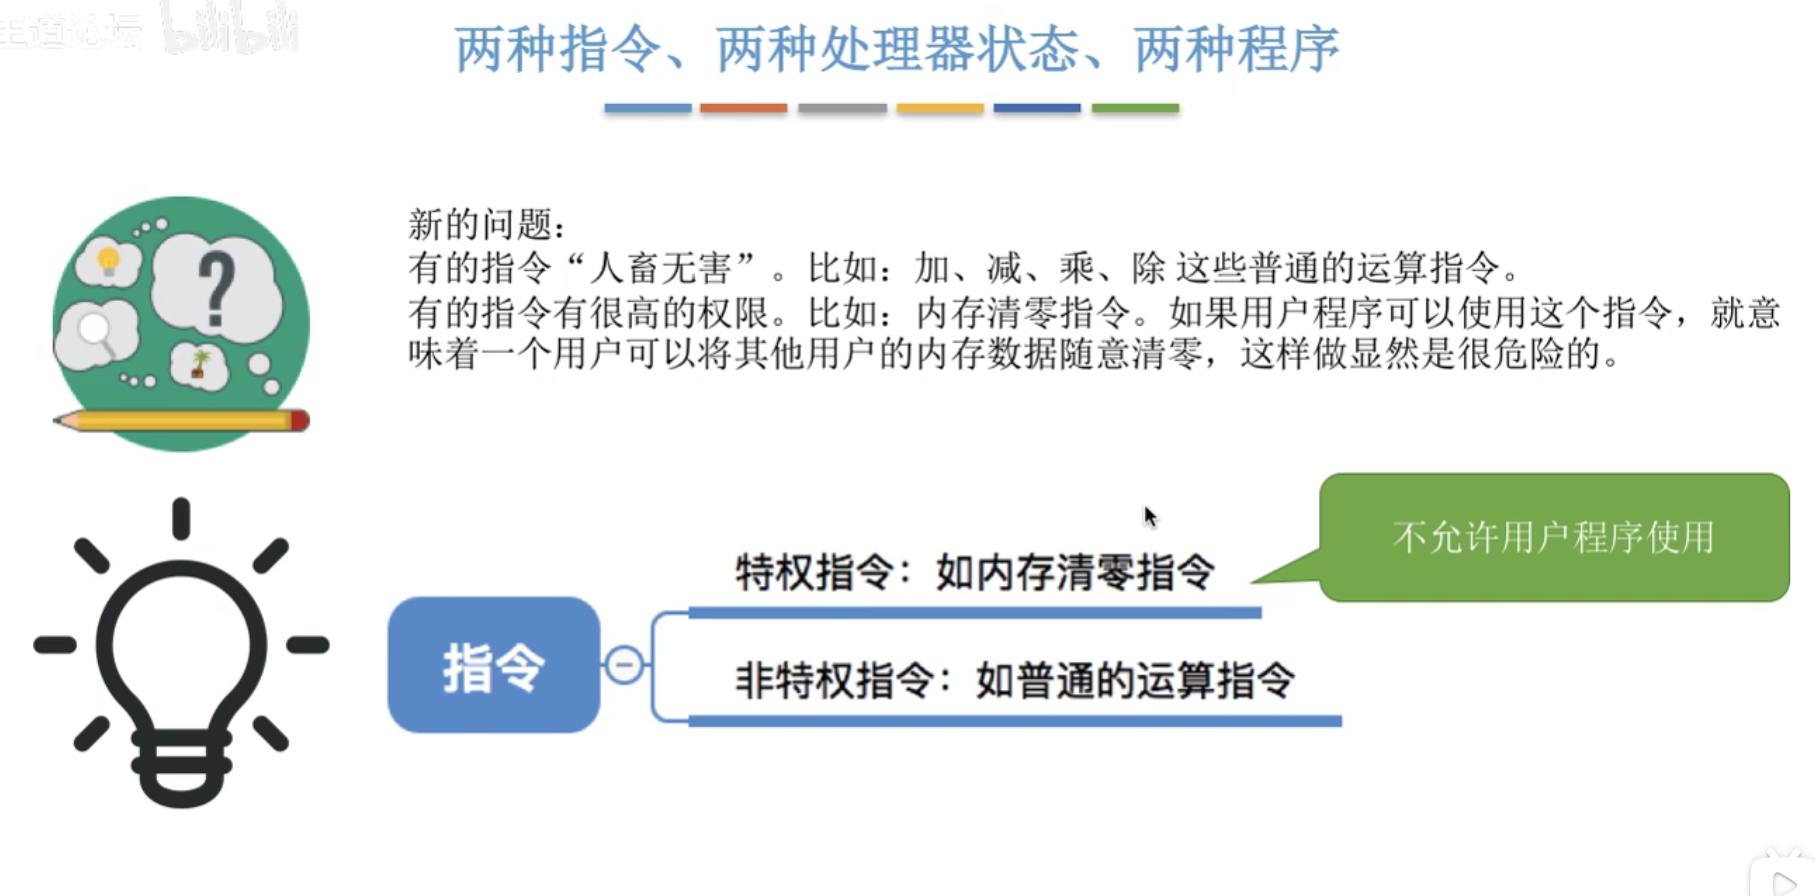 王道论坛 bilibili
两种指令、两种处理器状态、两种程序
新的问题：
有的指令“人畜无害”。比如：加、减、乘、除 这些普通的运算指令。
有的指令有很高的权限。比如：内存清零指令。如果用户程序可以使用这个指令，就意
味着一个用户可以将其他用户的内存数据随意清零，这样做显然是很危险的。
?
不允许用户程序使用
特权指令：如内存清零指令
指令
非特权指令：如普通的运算指令